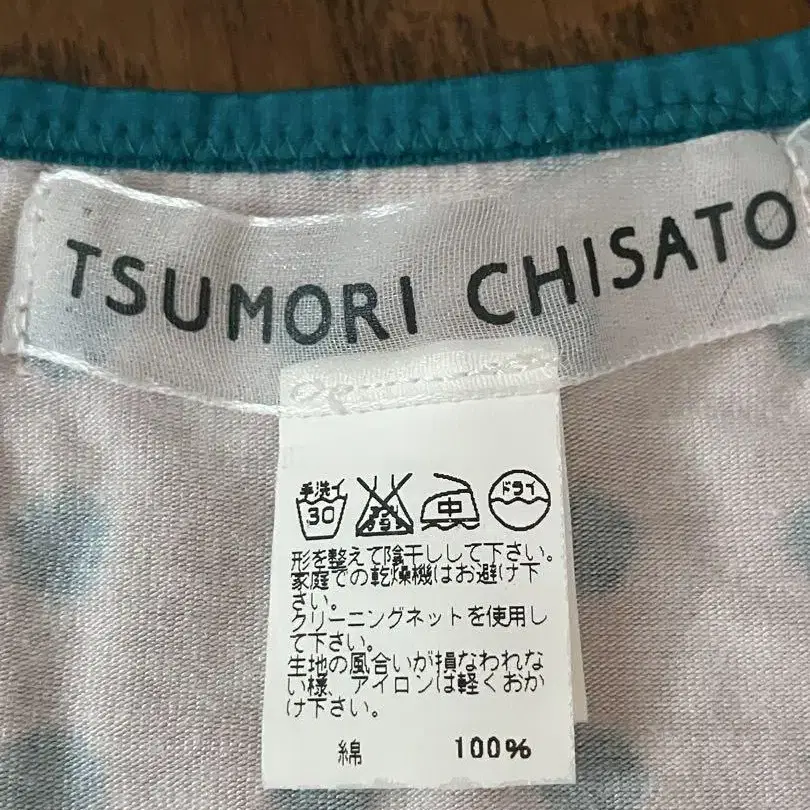 TSUMORI CHISATO
手洗イ 30 中 ドライ
形を整えて陰干しして下さい。
家庭での乾燥機はお避け下
さい。
クリーニングネットを使用し
て下さい。
生地の風合いが損なわれな
い様、アイロンは軽くおか
け下さい。
綿 100%